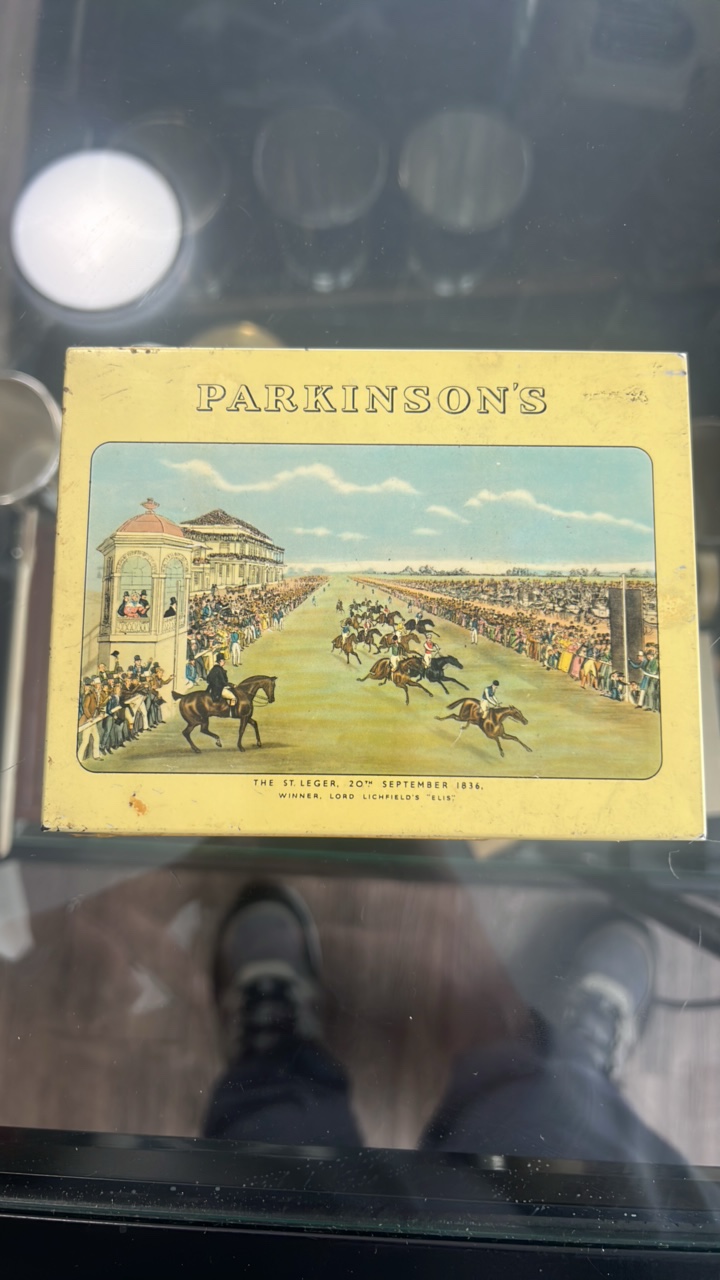 PARKINSON'S
THE ST. LEGER, 20TH SEPTEMBER 1836,
WINNER, LORD LICHFIELD'S "ELIS".